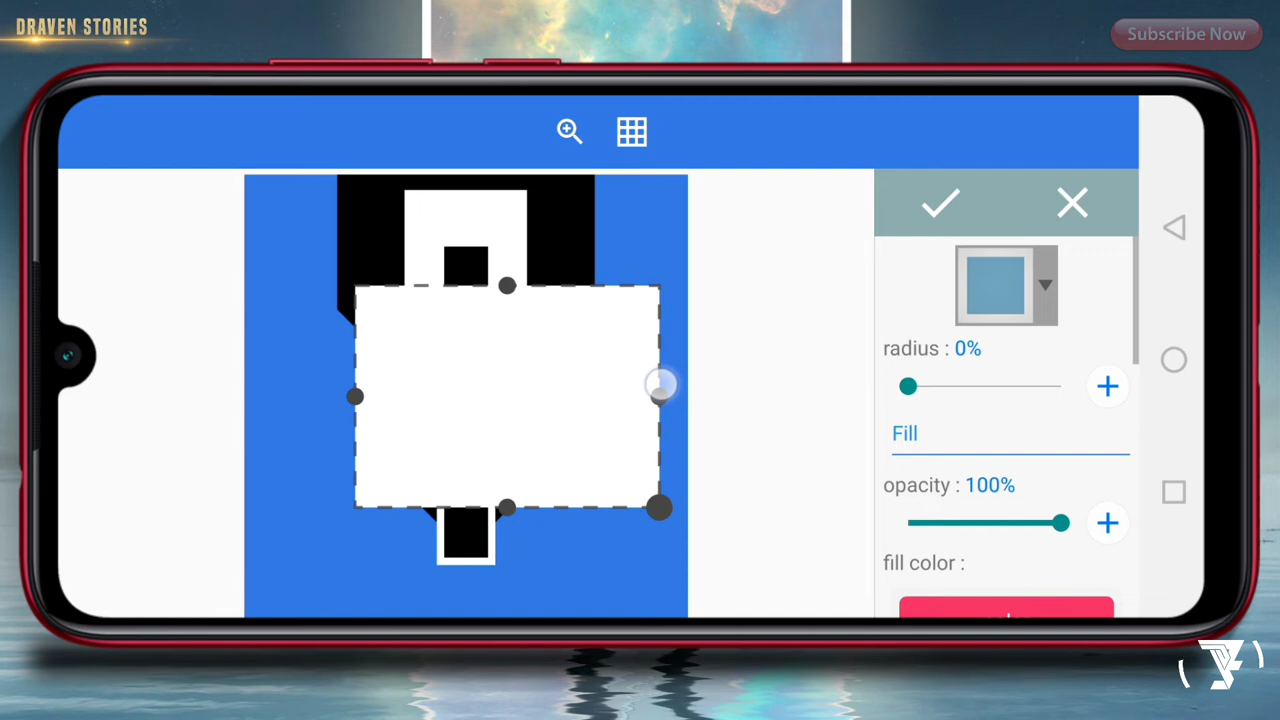 DRAVEN STORIES
Subscribe Now
radius : 0%
Fill
opacity : 100%
fill color :